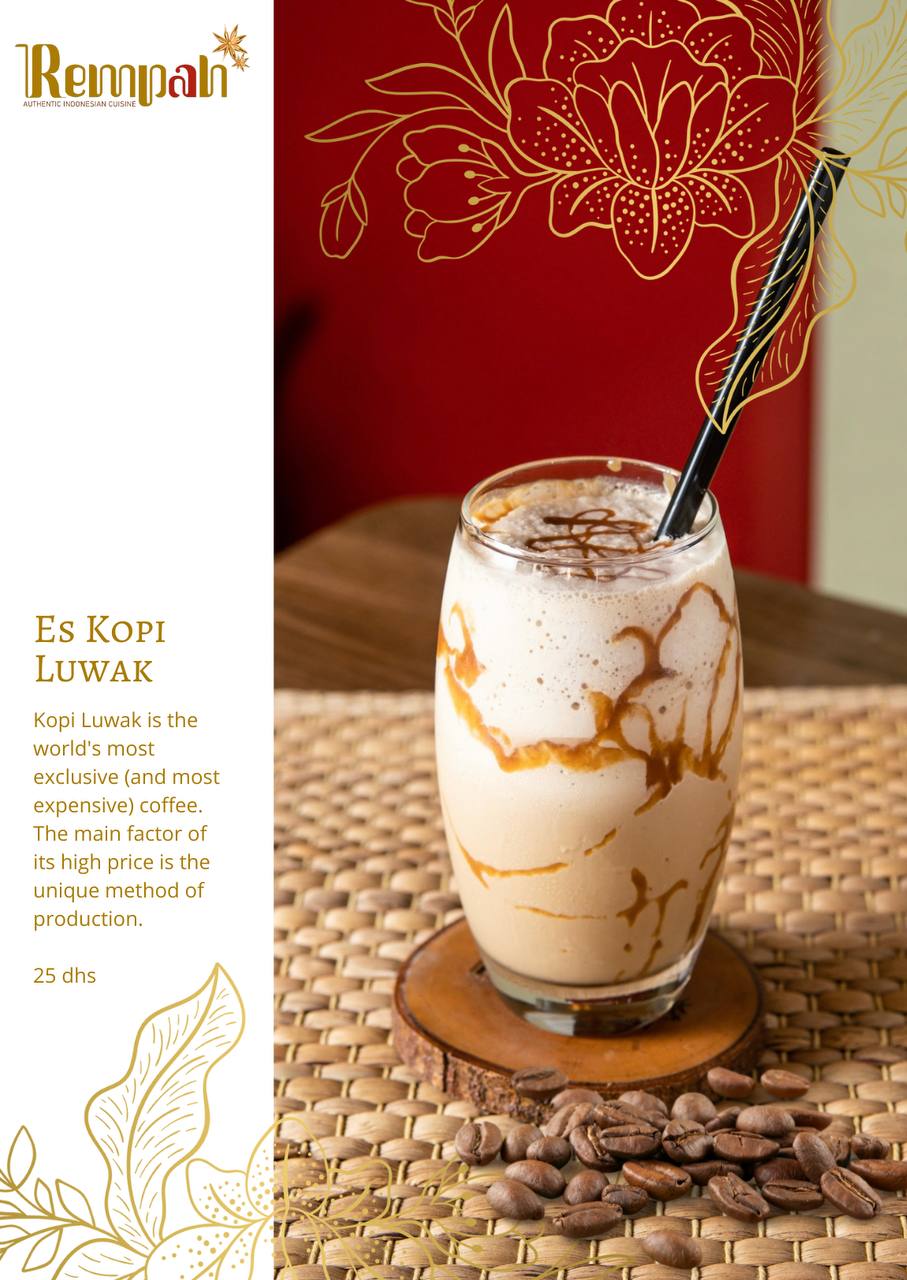 Rempah
AUTHENTIC INDONESIAN CUISINE
Es Kopi
Luwak
Kopi Luwak is the
world's most
exclusive (and most
expensive) coffee.
The main factor of
its high price is the
unique method of
production.
25 dhs